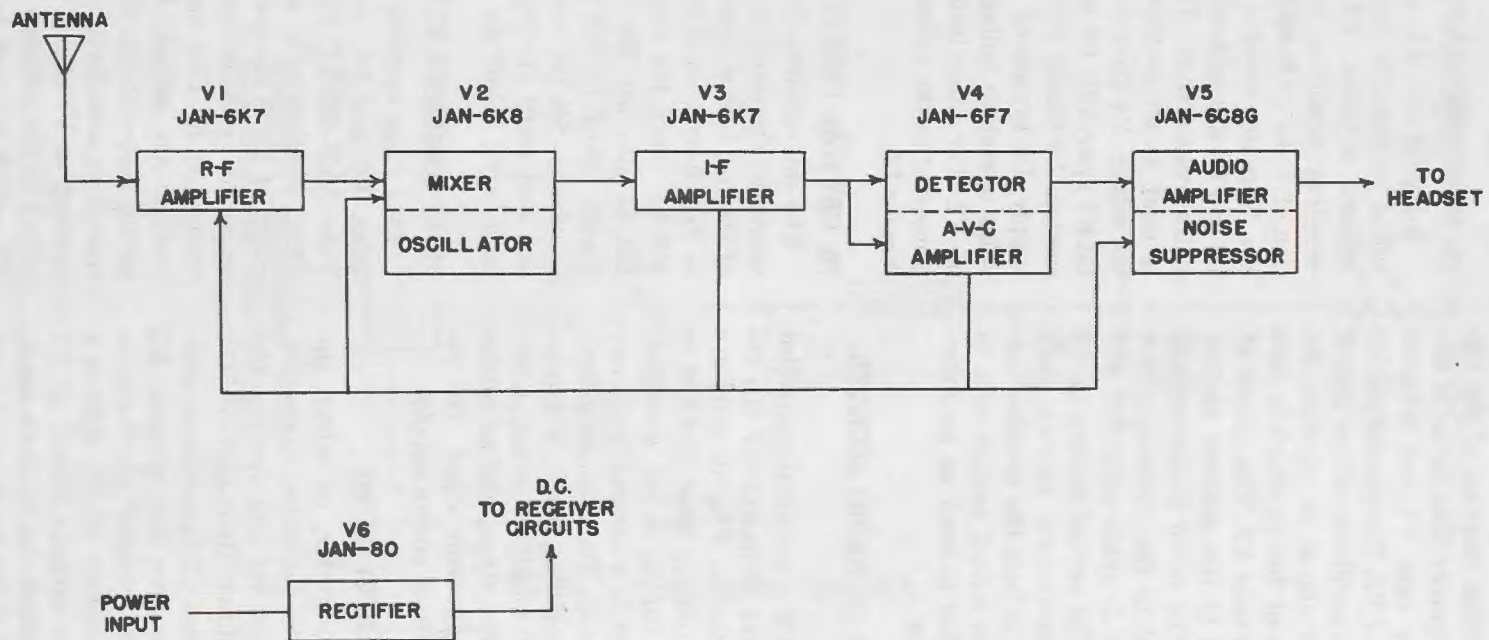 ANTENNA
V1
JAN-6K7
R-F
AMPLIFIER
V2
JAN-6K8
MIXER
OSCILLATOR
V3
JAN-6K7
I-F
AMPLIFIER
V4
JAN-6F7
DETECTOR
A-V-C
AMPLIFIER
V5
JAN-6C8G
AUDIO
AMPLIFIER
NOISE
SUPPRESSOR
TO
HEADSET
POWER
INPUT
V6
JAN-80
RECTIFIER
D.C.
TO RECEIVER
CIRCUITS